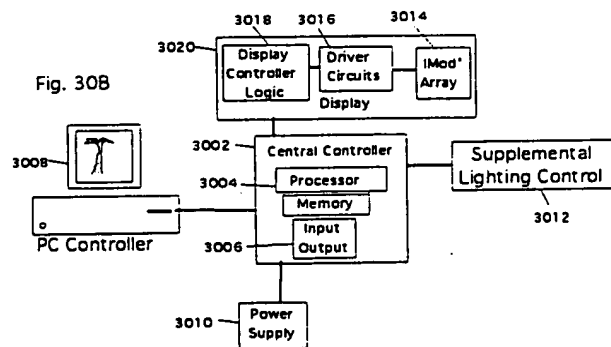 3018
3016
3014
3020
Display
Controller
Logic
Driver
Circuits
IMod*
Array
Display
Fig. 30B
3008
3002
Central Controller
3004
Processor
Memory
3006
Input
Output
Supplemental
Lighting Control
3012
PC Controller
3010
Power
Supply